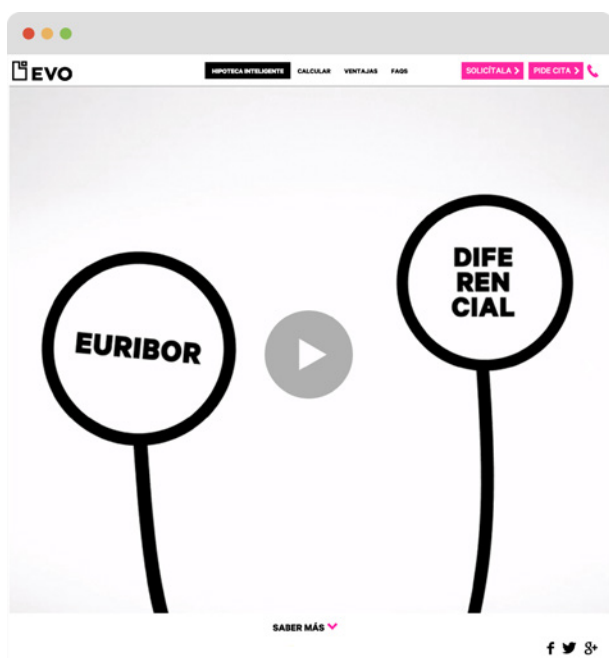 EVO
HIPOTECA INTELIGENTE CALCULAR VENTAJAS FAQS SOLICÍTALA PIDE CITA
DIFE
REN
CIAL
EURIBOR
SABER MÁS
f g+